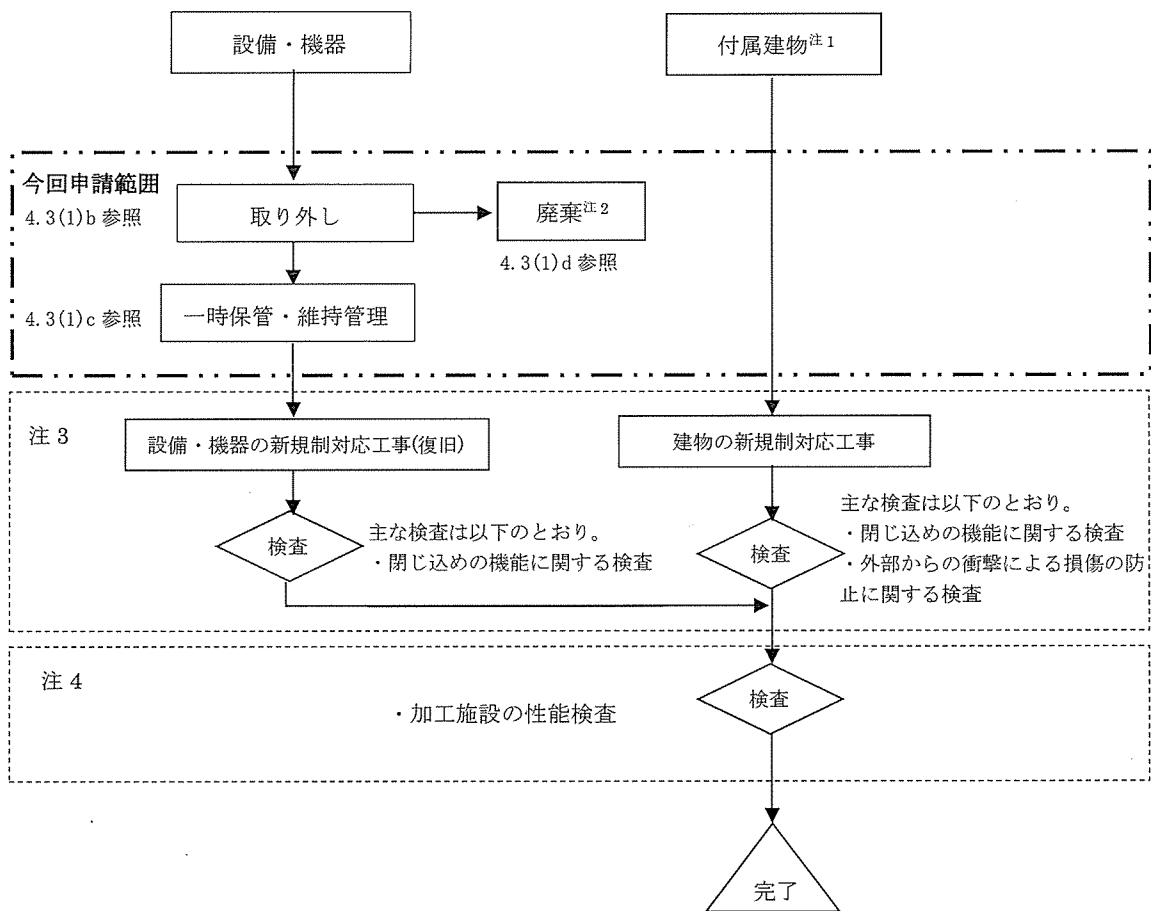 設備・機器
付属建物注1
今回申請範囲
4.3(1)b 参照
取り外し
廃棄注2
4.3(1)d 参照
4.3(1)c 参照
一時保管・維持管理
注 3
設備・機器の新規制対応工事(復旧)
建物の新規制対応工事
検査
主な検査は以下のとおり。
・閉じ込めの機能に関する検査
検査
主な検査は以下のとおり。
・閉じ込めの機能に関する検査
・外部からの衝撃による損傷の防
止に関する検査
注 4
検査
・加工施設の性能検査
完了